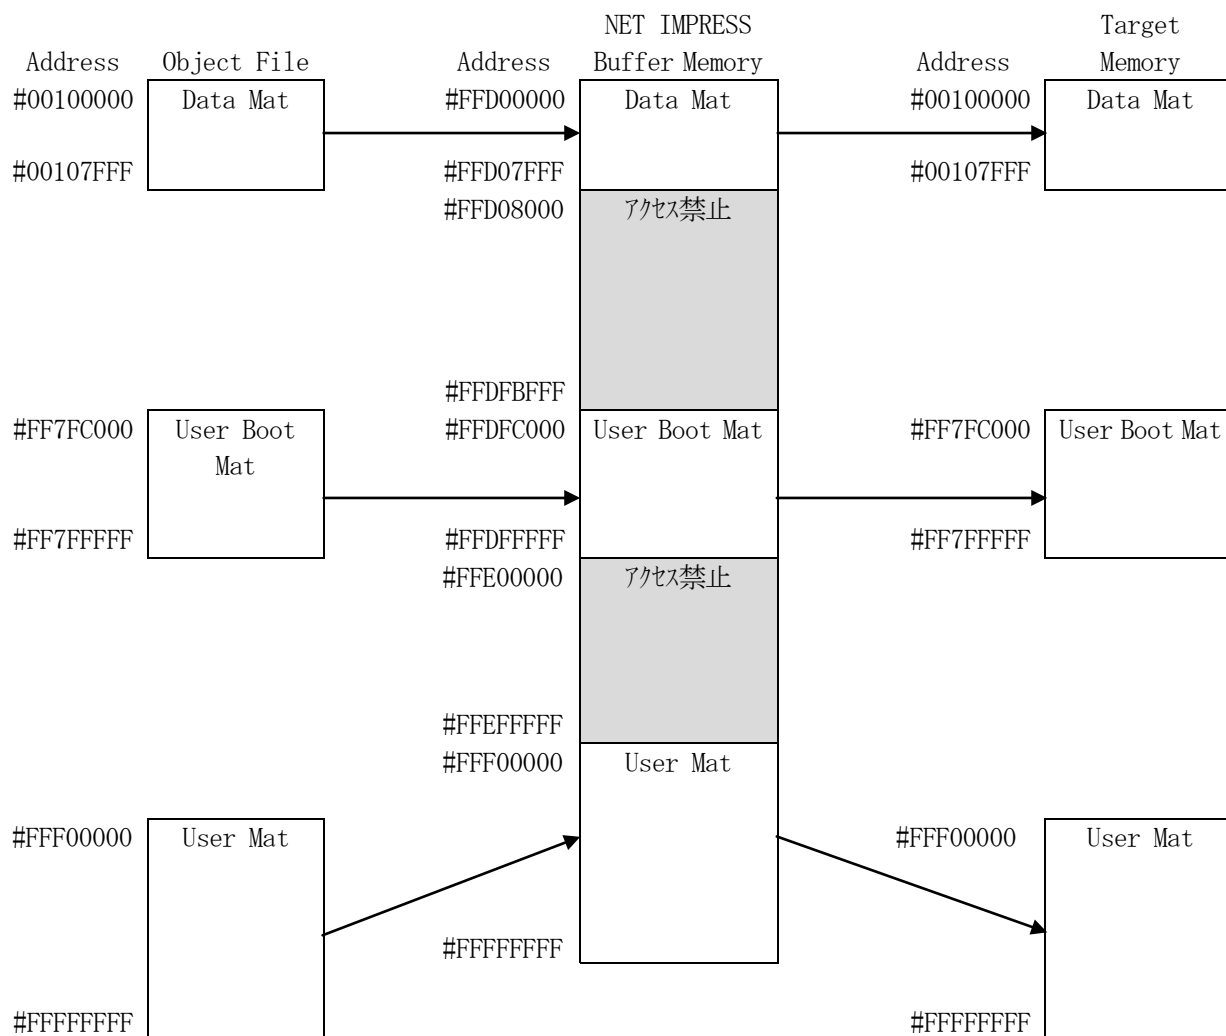 NET IMPRESS Target
Address Object File Address Buffer Memory Address Memory
#00100000 Data Mat #FFD00000 Data Mat #00100000 Data Mat
#00107FFF #FFD07FFF #00107FFF
#FFD08000 ｱｸｾｽ禁止
#FFDFBFFF
#FF7FC000 User Boot #FFDFC000 User Boot Mat #FF7FC000 User Boot Mat
Mat
#FF7FFFFF #FFDFFFFF #FF7FFFFF
#FFE00000 ｱｸｾｽ禁止
#FFEFFFFF
#FFF00000 User Mat
#FFF00000 User Mat #FFF00000 User Mat
#FFFFFFFF
#FFFFFFFF #FFFFFFFF